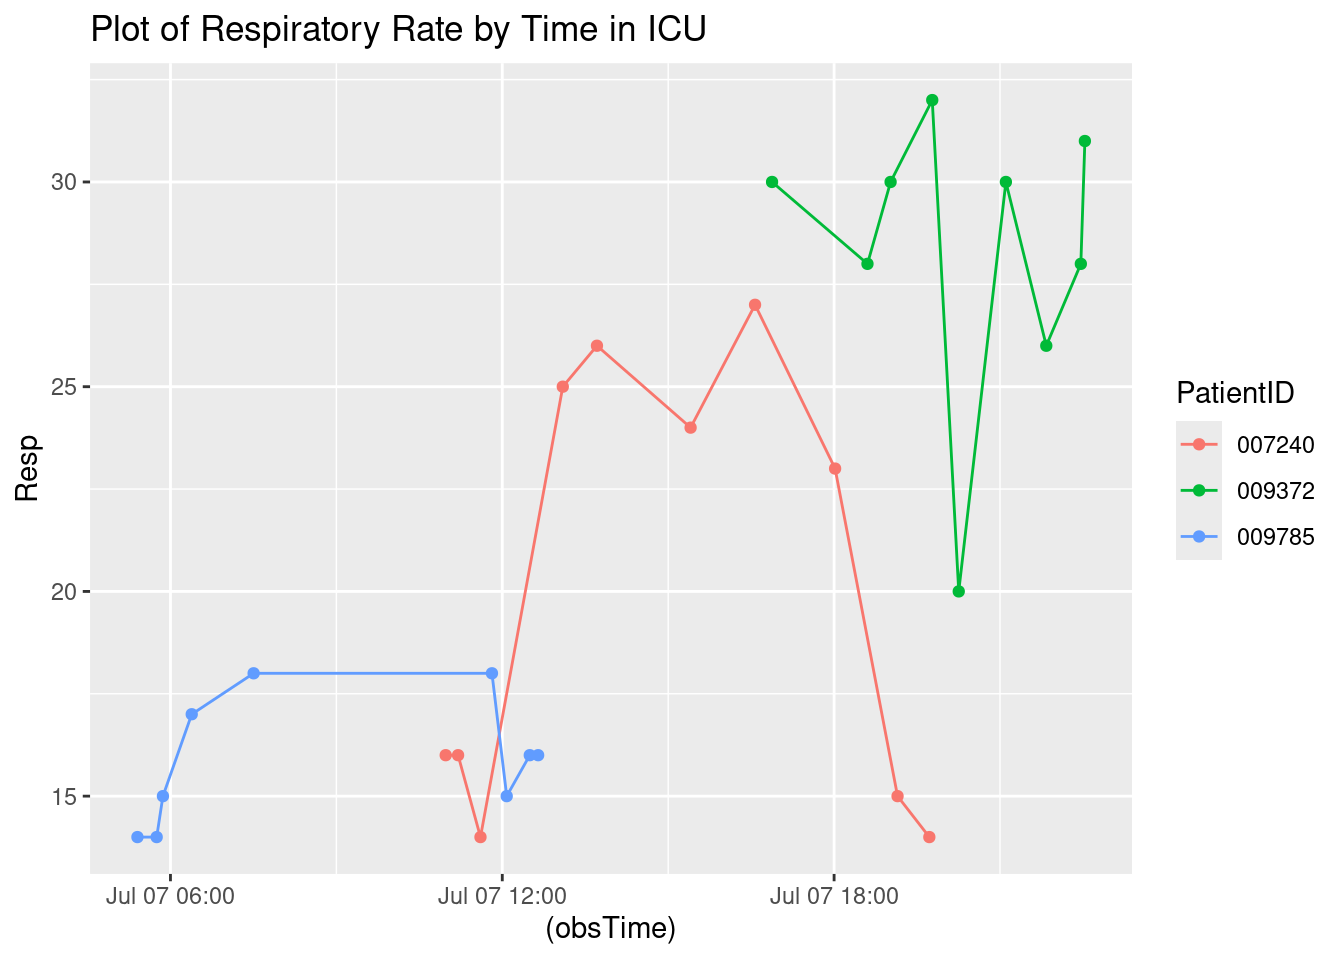 Plot of Respiratory Rate by Time in ICU
Resp
30
25
20
15
Jul 07 06:00
Jul 07 12:00
Jul 07 18:00
(obsTime)
PatientID
007240
009372
009785